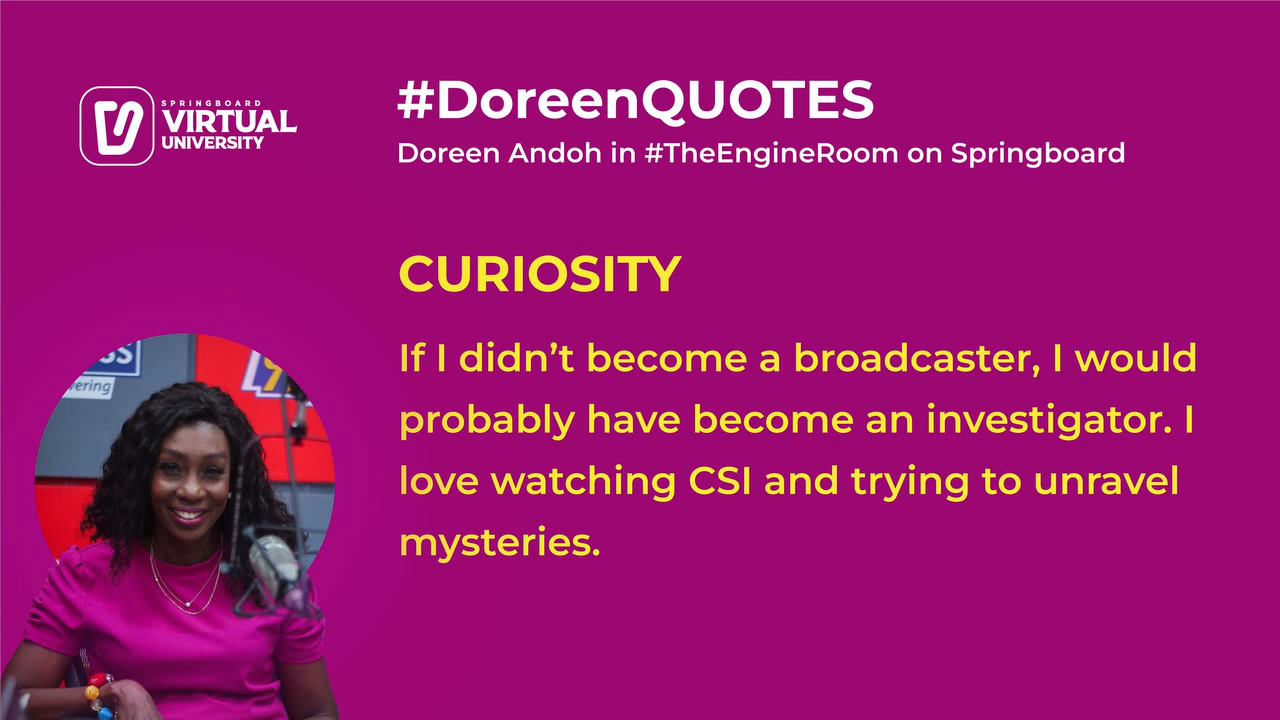 SPRINGBOARD
VIRTUAL
UNIVERSITY
#DoreenQUOTES
Doreen Andoh in #TheEngineRoom on Springboard
CURIOSITY
If I didn’t become a broadcaster, I would
probably have become an investigator. I
love watching CSI and trying to unravel
mysteries.